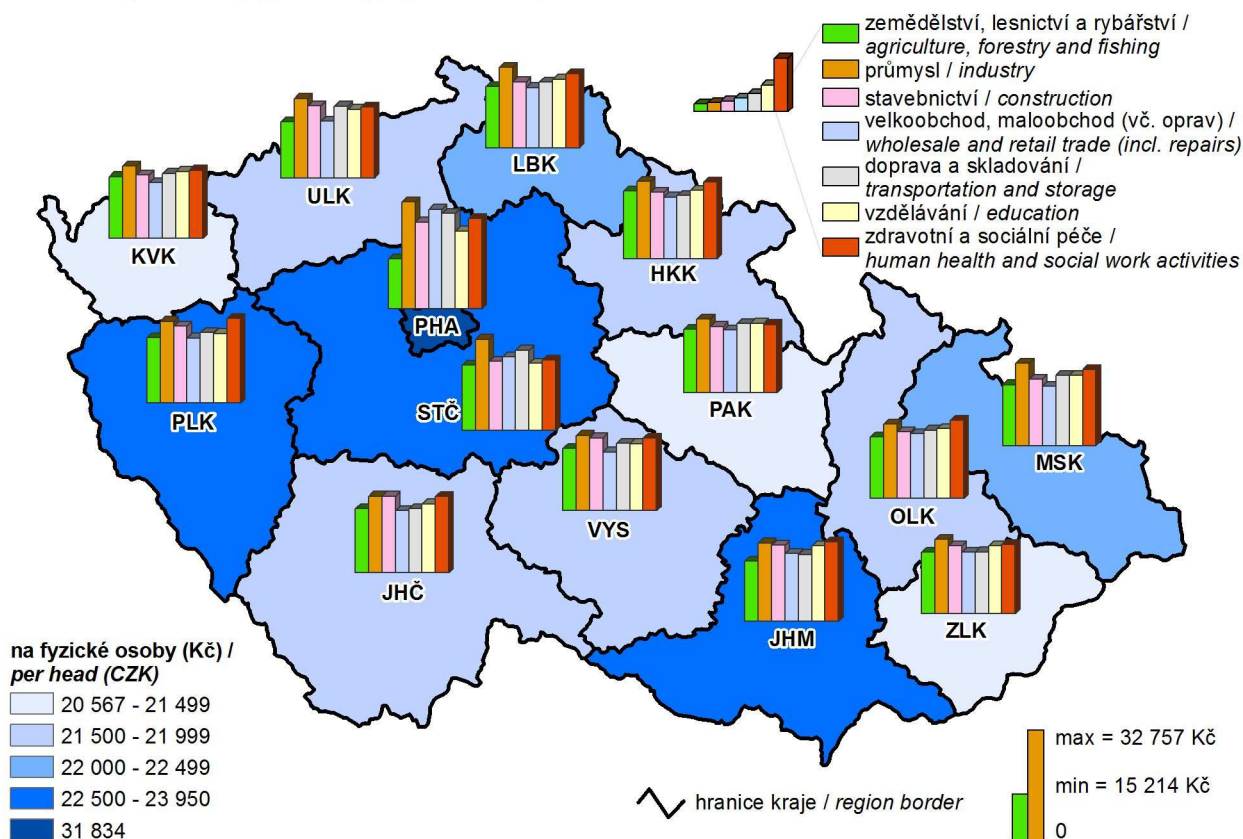 zemědělství, lesnictví a rybářství /
agriculture, forestry and fishing
průmysl / industry
stavebnictví / construction
velkoobchod, maloobchod (vč. oprav) /
wholesale and retail trade (incl. repairs)
doprava a skladování /
transportation and storage
vzdělávání / education
zdravotní a sociální péče /
human health and social work activities
LBK
ULK
KVK
HKK
PHA
STČ
PAK
PLK
MSK
OLK
VYS
JHČ
JHM
ZLK
na fyzické osoby (Kč) /
per head (CZK)
20 567 - 21 499
21 500 - 21 999
22 000 - 22 499
22 500 - 23 950
31 834
hranice kraje / region border
max = 32 757 Kč
min = 15 214 Kč
0